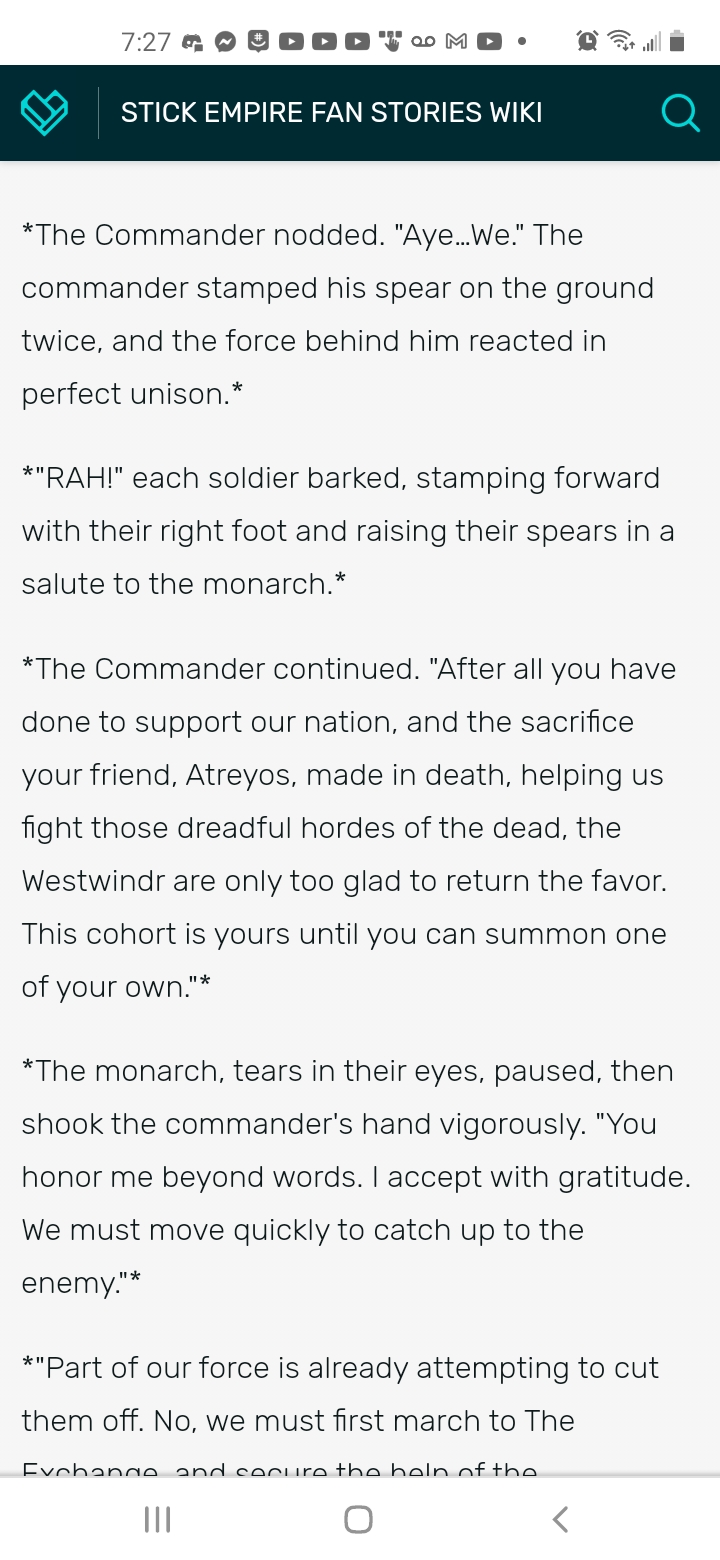 7:27
STICK EMPIRE FAN STORIES WIKI
*The Commander nodded. "Aye...We." The
commander stamped his spear on the ground
twice, and the force behind him reacted in
perfect unison.*
*"RAH!" each soldier barked, stamping forward
with their right foot and raising their spears in a
salute to the monarch.*
*The Commander continued. "After all you have
done to support our nation, and the sacrifice
your friend, Atreyos, made in death, helping us
fight those dreadful hordes of the dead, the
Westwindr are only too glad to return the favor.
This cohort is yours until you can summon one
of your own."*
*The monarch, tears in their eyes, paused, then
shook the commander's hand vigorously. "You
honor me beyond words. I accept with gratitude.
We must move quickly to catch up to the
enemy."*
*"Part of our force is already attempting to cut
them off. No, we must first march to The
Exchange, and secure the help of the